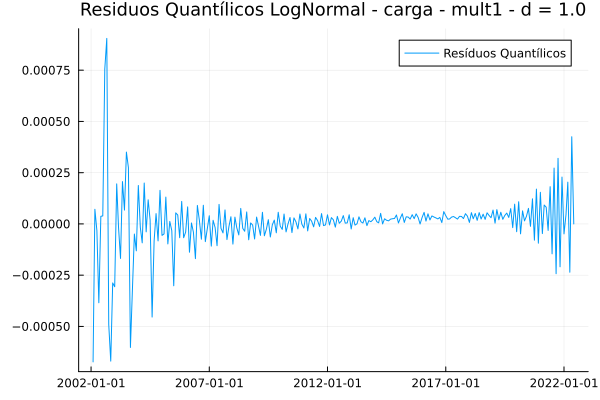 Residuos Quantílicos LogNormal - carga - mult1 - d = 1.0
Resíduos Quantílicos
0.00075
0.00050
0.00025
0.00000
−0.00025
−0.00050
2002-01-01 2007-01-01 2012-01-01 2017-01-01 2022-01-01